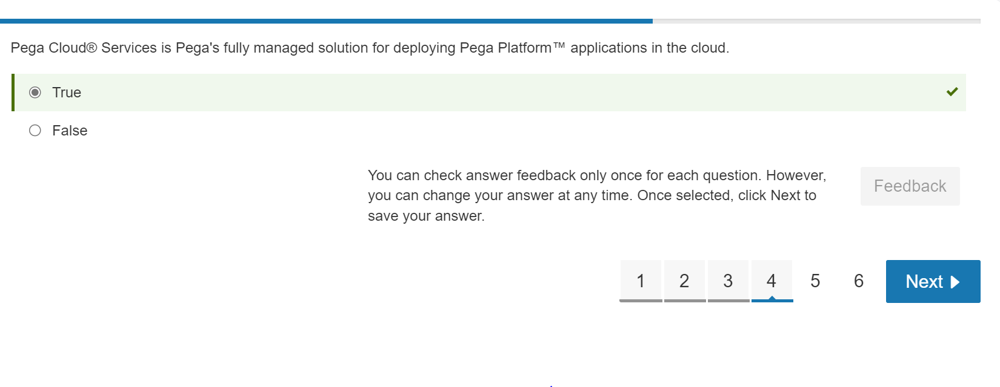 Pega Cloud® Services is Pega's fully managed solution for deploying Pega Platform™ applications in the cloud.
True
False
You can check answer feedback only once for each question. However,
you can change your answer at any time. Once selected, click Next to
save your answer.
Feedback
1 2 3 4 5 6 Next